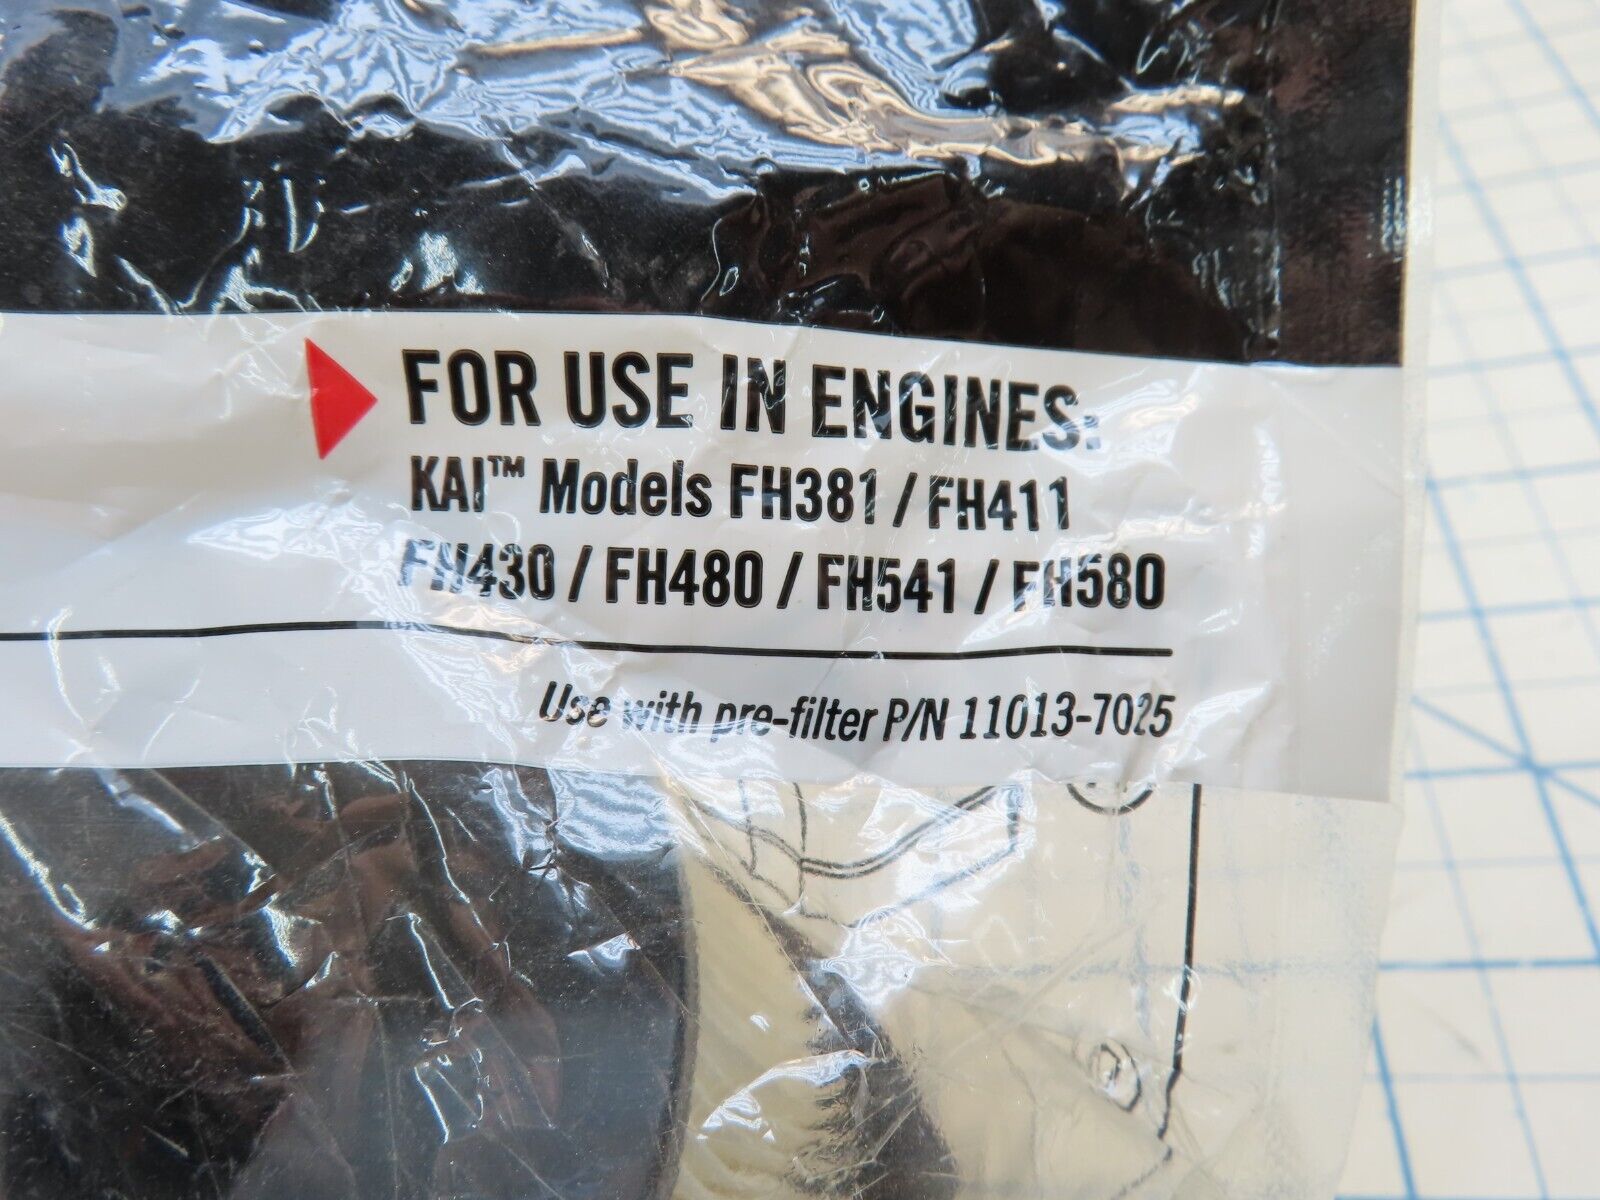 FOR USE IN ENGINES:
KAI™ Models FH381 / FH411
FH430 / FH480 / FH541 / FH580
Use with pre-filter P/N 11013-7025